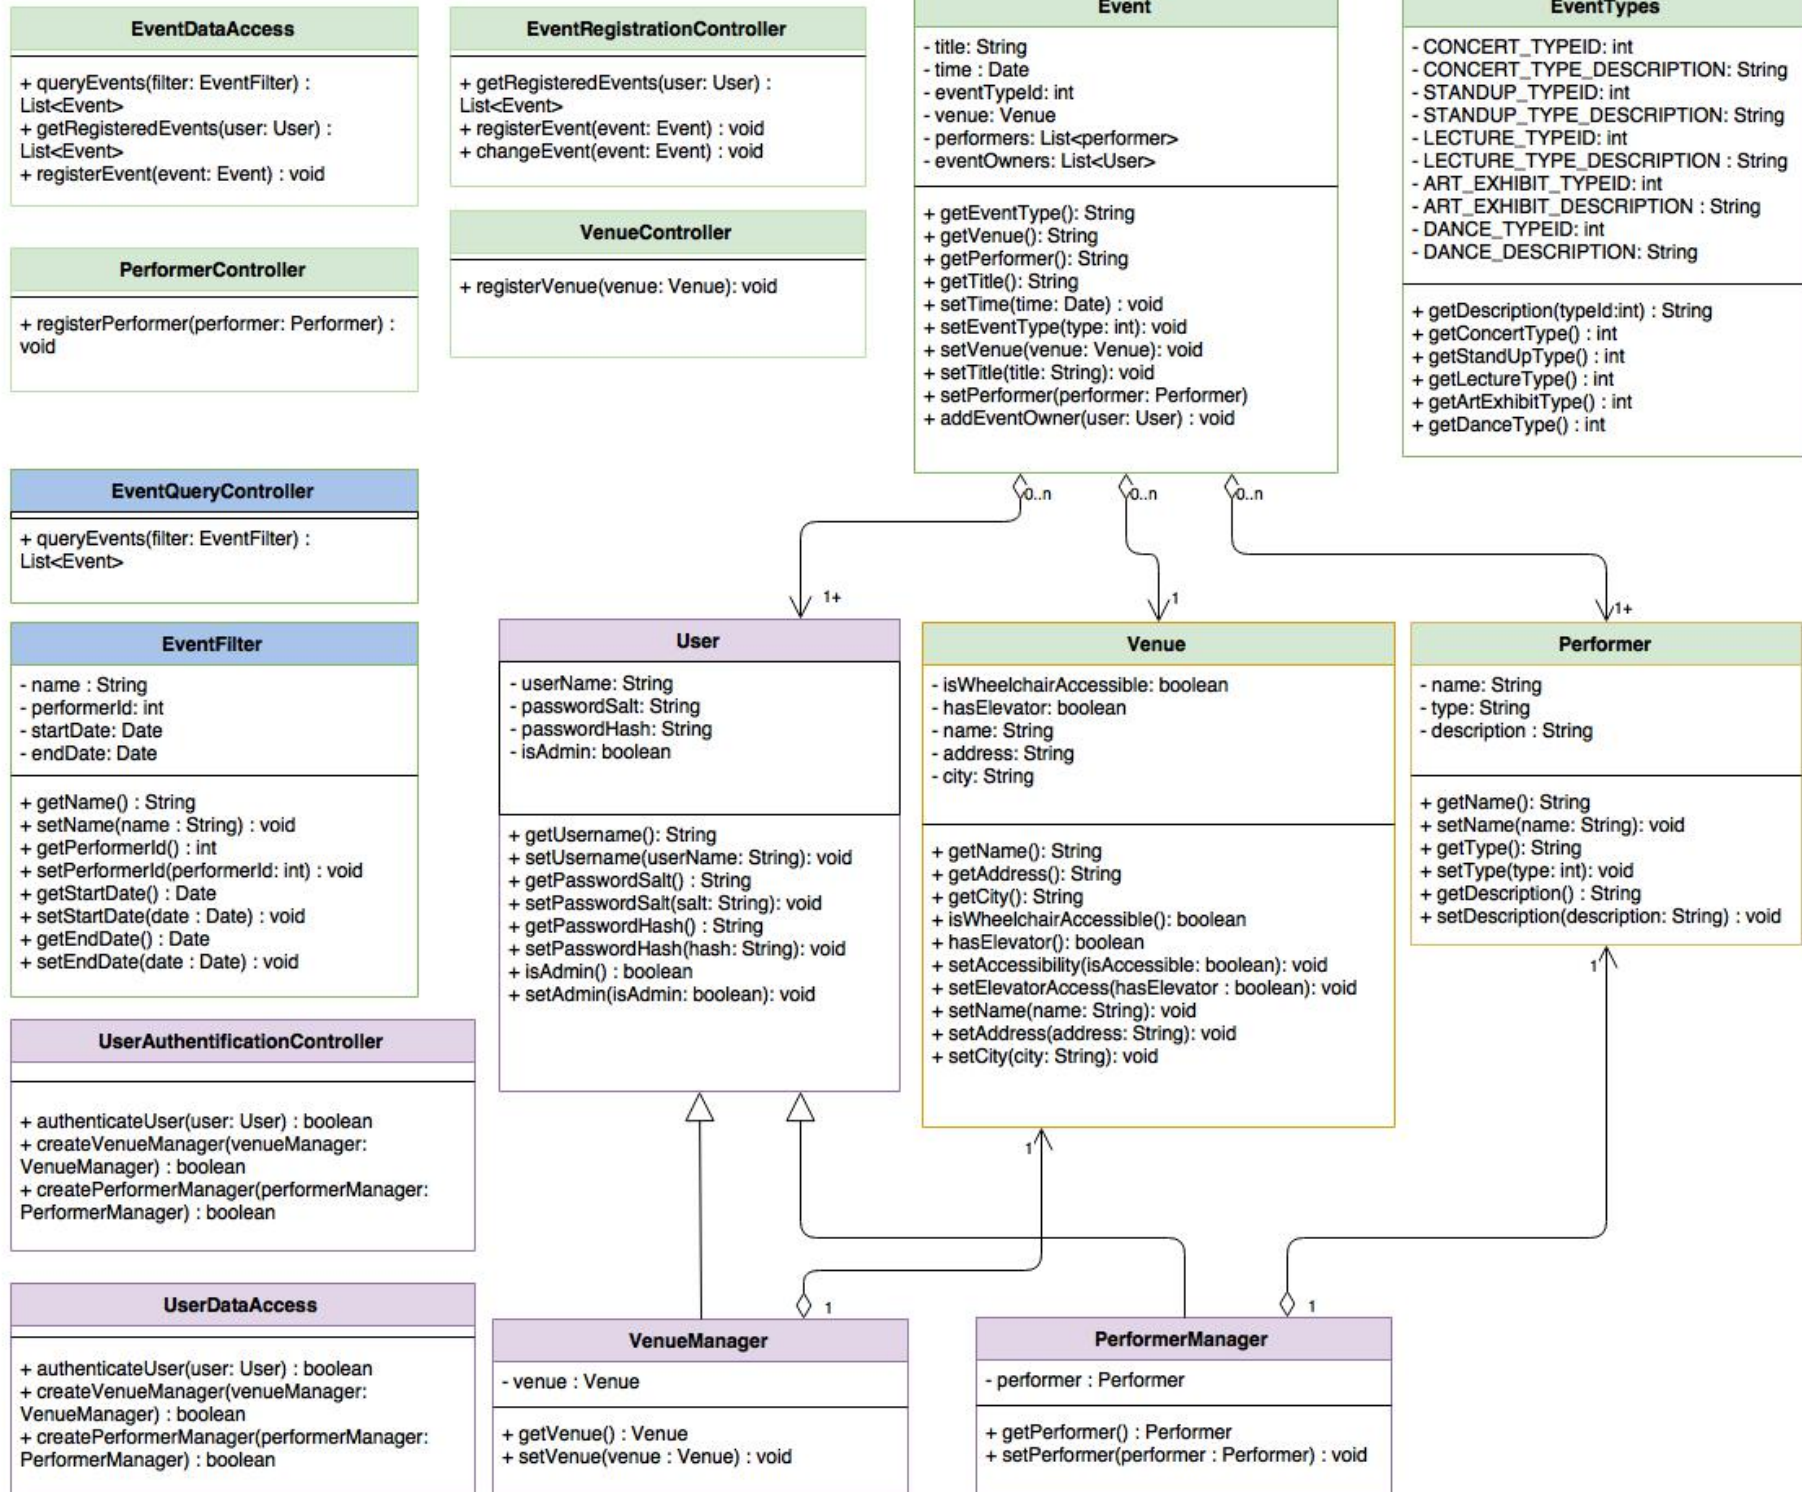 EventDataAccess
+ queryEvents(filter: EventFilter) :
List<Event>
+ getRegisteredEvents(user: User) :
List<Event>
+ registerEvent(event: Event) : void
EventRegistrationController
+ getRegisteredEvents(user: User) :
List<Event>
+ registerEvent(event: Event) : void
+ changeEvent(event: Event) : void
Event
- title: String
- time : Date
- eventTypeId: int
- venue: Venue
- performers: List<performer>
- eventOwners: List<User>
+ getEventType(): String
+ getVenue(): String
+ getPerformer(): String
+ getTitle(): String
+ setTime(time: Date) : void
+ setEventType(type: int): void
+ setVenue(venue: Venue): void
+ setTitle(title: String): void
+ setPerformer(performer: Performer)
+ addEventOwner(user: User) : void
EventTypes
- CONCERT_TYPEID: int
- CONCERT_TYPE_DESCRIPTION: String
- STANDUP_TYPEID: int
- STANDUP_TYPE_DESCRIPTION: String
- LECTURE_TYPEID: int
- LECTURE_TYPE_DESCRIPTION : String
- ART_EXHIBIT_TYPEID: int
- ART_EXHIBIT_DESCRIPTION : String
- DANCE_TYPEID: int
- DANCE_DESCRIPTION: String
+ getDescription(typeId:int) : String
+ getConcertType() : int
+ getStandUpType() : int
+ getLectureType() : int
+ getArtExhibitType() : int
+ getDanceType() : int
PerformerController
+ registerPerformer(performer: Performer) :
void
VenueController
+ registerVenue(venue: Venue): void
EventQueryController
+ queryEvents(filter: EventFilter) :
List<Event>
0..n
0..n
0..n
1+
1
1+
EventFilter
- name : String
- performerId: int
- startDate: Date
- endDate: Date
+ getName() : String
+ setName(name : String) : void
+ getPerformerId() : int
+ setPerformerId(performerId: int) : void
+ getStartDate() : Date
+ setStartDate(date : Date) : void
+ getEndDate() : Date
+ setEndDate(date : Date) : void
User
- userName: String
- passwordSalt: String
- passwordHash: String
- isAdmin: boolean
+ getUsername(): String
+ setUsername(userName: String): void
+ getPasswordSalt() : String
+ setPasswordSalt(salt: String): void
+ getPasswordHash() : String
+ setPasswordHash(hash: String): void
+ isAdmin() : boolean
+ setAdmin(isAdmin: boolean): void
Venue
- isWheelchairAccessible: boolean
- hasElevator: boolean
- name: String
- address: String
- city: String
+ getName(): String
+ getAddress(): String
+ getCity(): String
+ isWheelchairAccessible(): boolean
+ hasElevator(): boolean
+ setAccessibility(isAccessible: boolean): void
+ setElevatorAccess(hasElevator : boolean): void
+ setName(name: String): void
+ setAddress(address: String): void
+ setCity(city: String): void
Performer
- name: String
- type: String
- description : String
+ getName(): String
+ setName(name: String): void
+ getType(): String
+ setType(type: int): void
+ getDescription() : String
+ setDescription(description: String) : void
1
1
UserAuthentificationController
+ authenticateUser(user: User) : boolean
+ createVenueManager(venueManager:
VenueManager) : boolean
+ createPerformerManager(performerManager:
PerformerManager) : boolean
1
1
UserDataAccess
+ authenticateUser(user: User) : boolean
+ createVenueManager(venueManager:
VenueManager) : boolean
+ createPerformerManager(performerManager:
PerformerManager) : boolean
VenueManager
- venue : Venue
+ getVenue() : Venue
+ setVenue(venue : Venue) : void
PerformerManager
- performer : Performer
+ getPerformer() : Performer
+ setPerformer(performer : Performer) : void